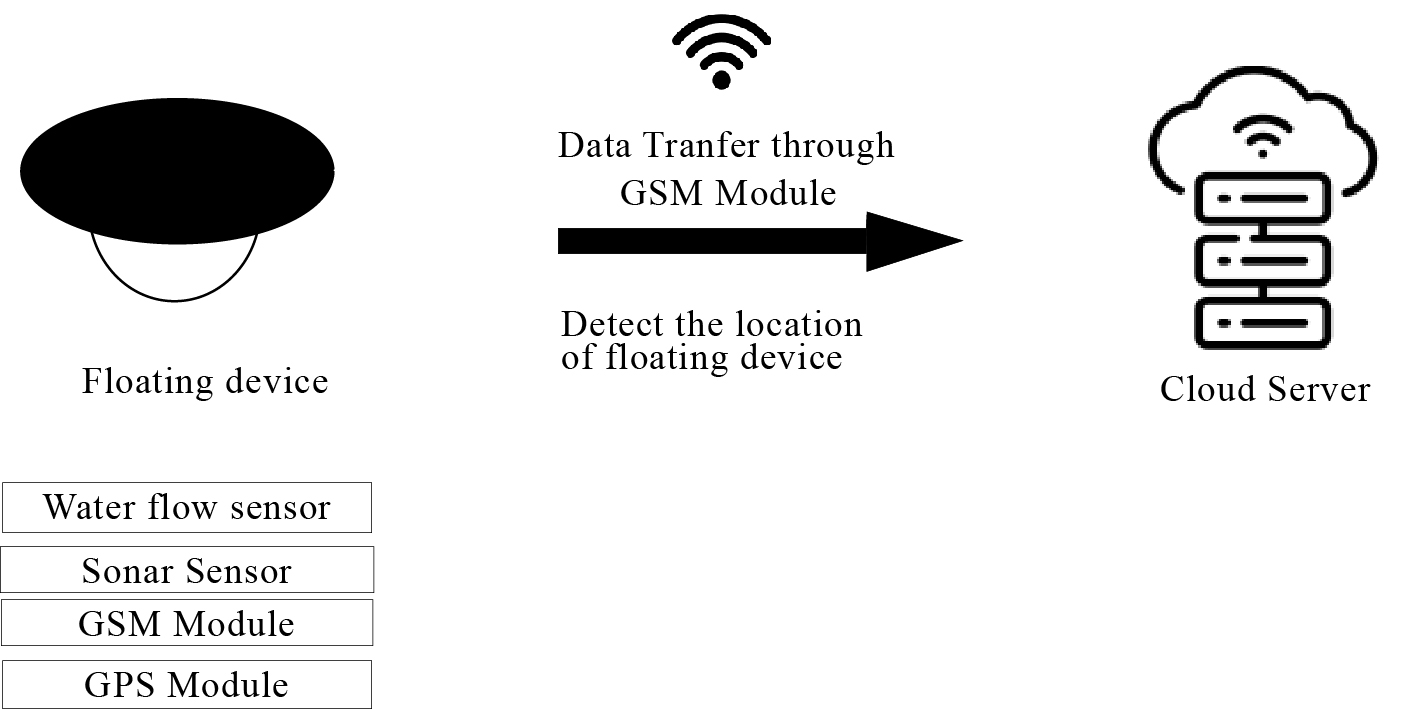 Data Tranfer through
GSM Module
Detect the location
of floating device
Floating device
Cloud Server
Water flow sensor
Sonar Sensor
GSM Module
GPS Module